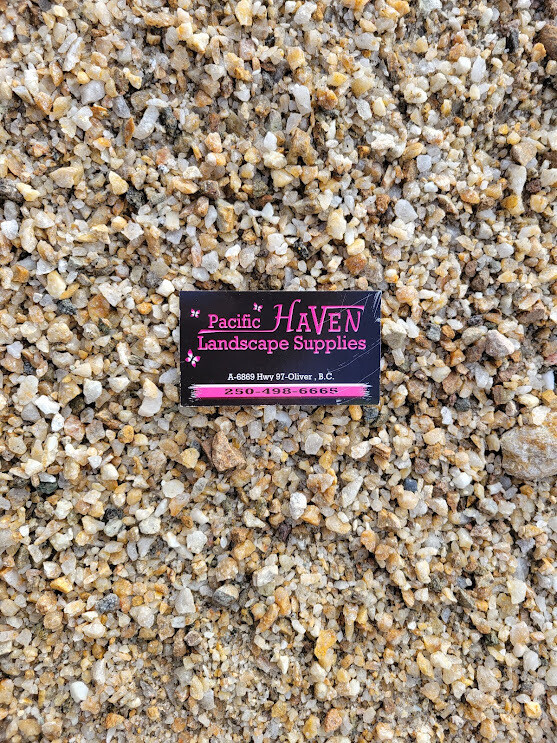 Pacific HAVEN
Landscape Supplies
A-6869 Hwy 97-Oliver , B.C.
250-498-6665